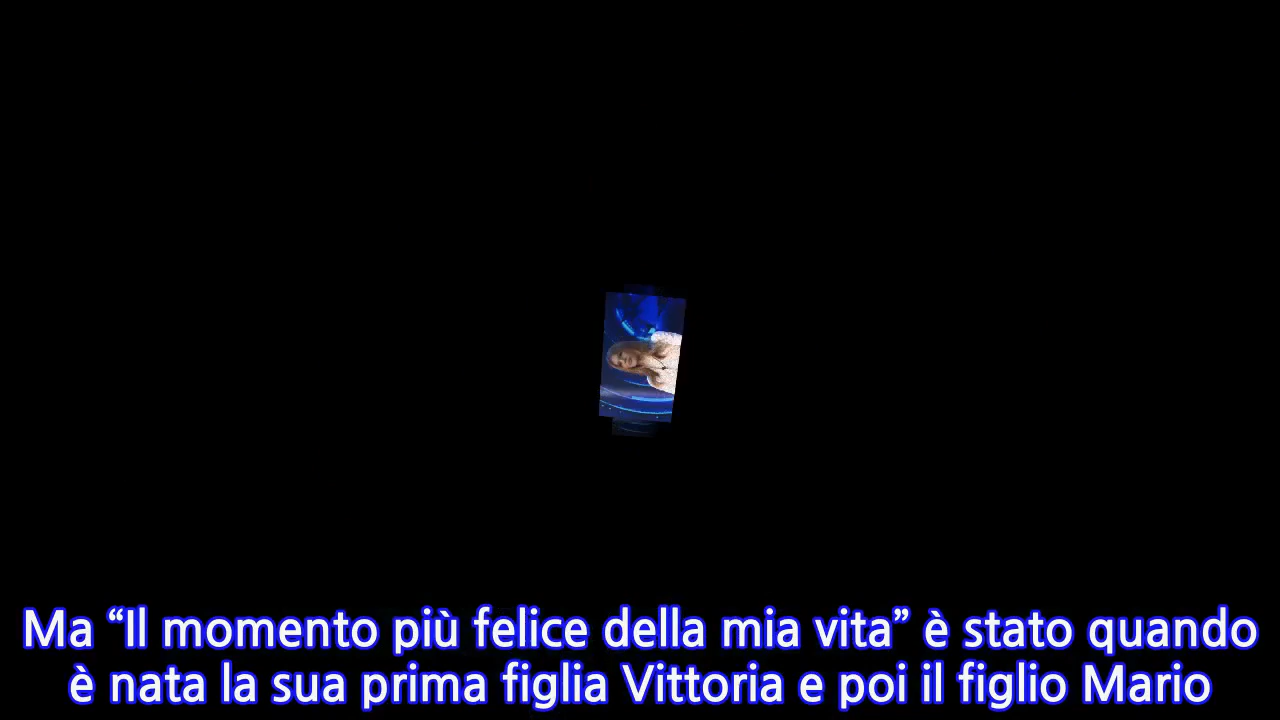 Ma “Il momento più felice della mia vita” è stato quando
è nata la sua prima figlia Vittoria e poi il figlio Mario